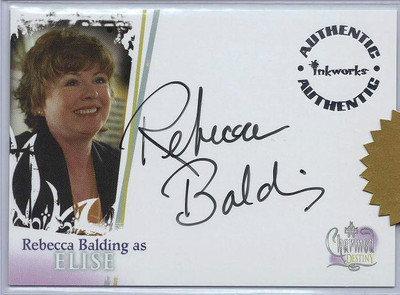 AUTHENTIC
inkworks
AUTHENTIC
Rebecca
Balding
Rebecca Balding as
ELISE
Charmed
DESTINY